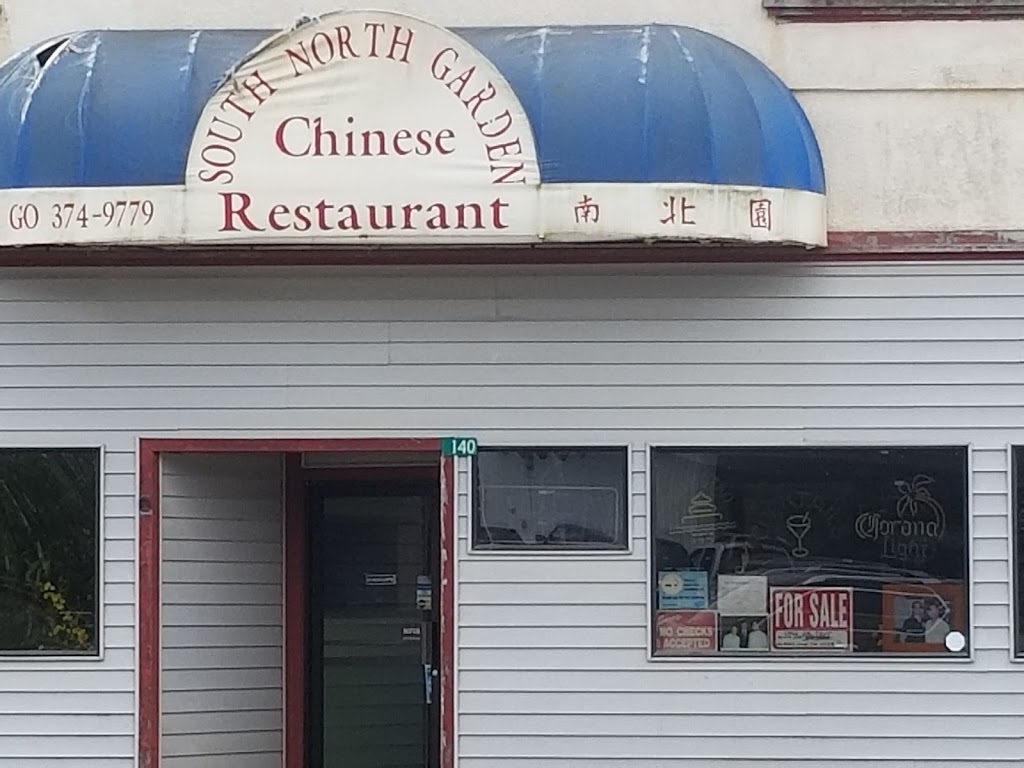 SOUTH NORTH GARDEN
Chinese
Restaurant
GO 374-9779
南 北 園
140
Corona
Light
FOR SALE
NO CHECKS
ACCEPTED